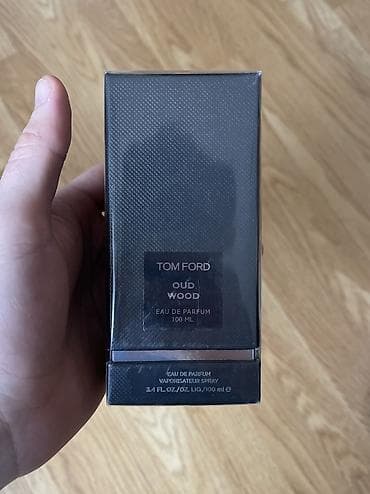 TOM FORD
OUD
WOOD
EAU DE PARFUM
100 ML
EAU DE PARFUM
VAPORISATEUR SPRAY
3.4 FL.OZ./OZ. LIQ./100 ml ℮